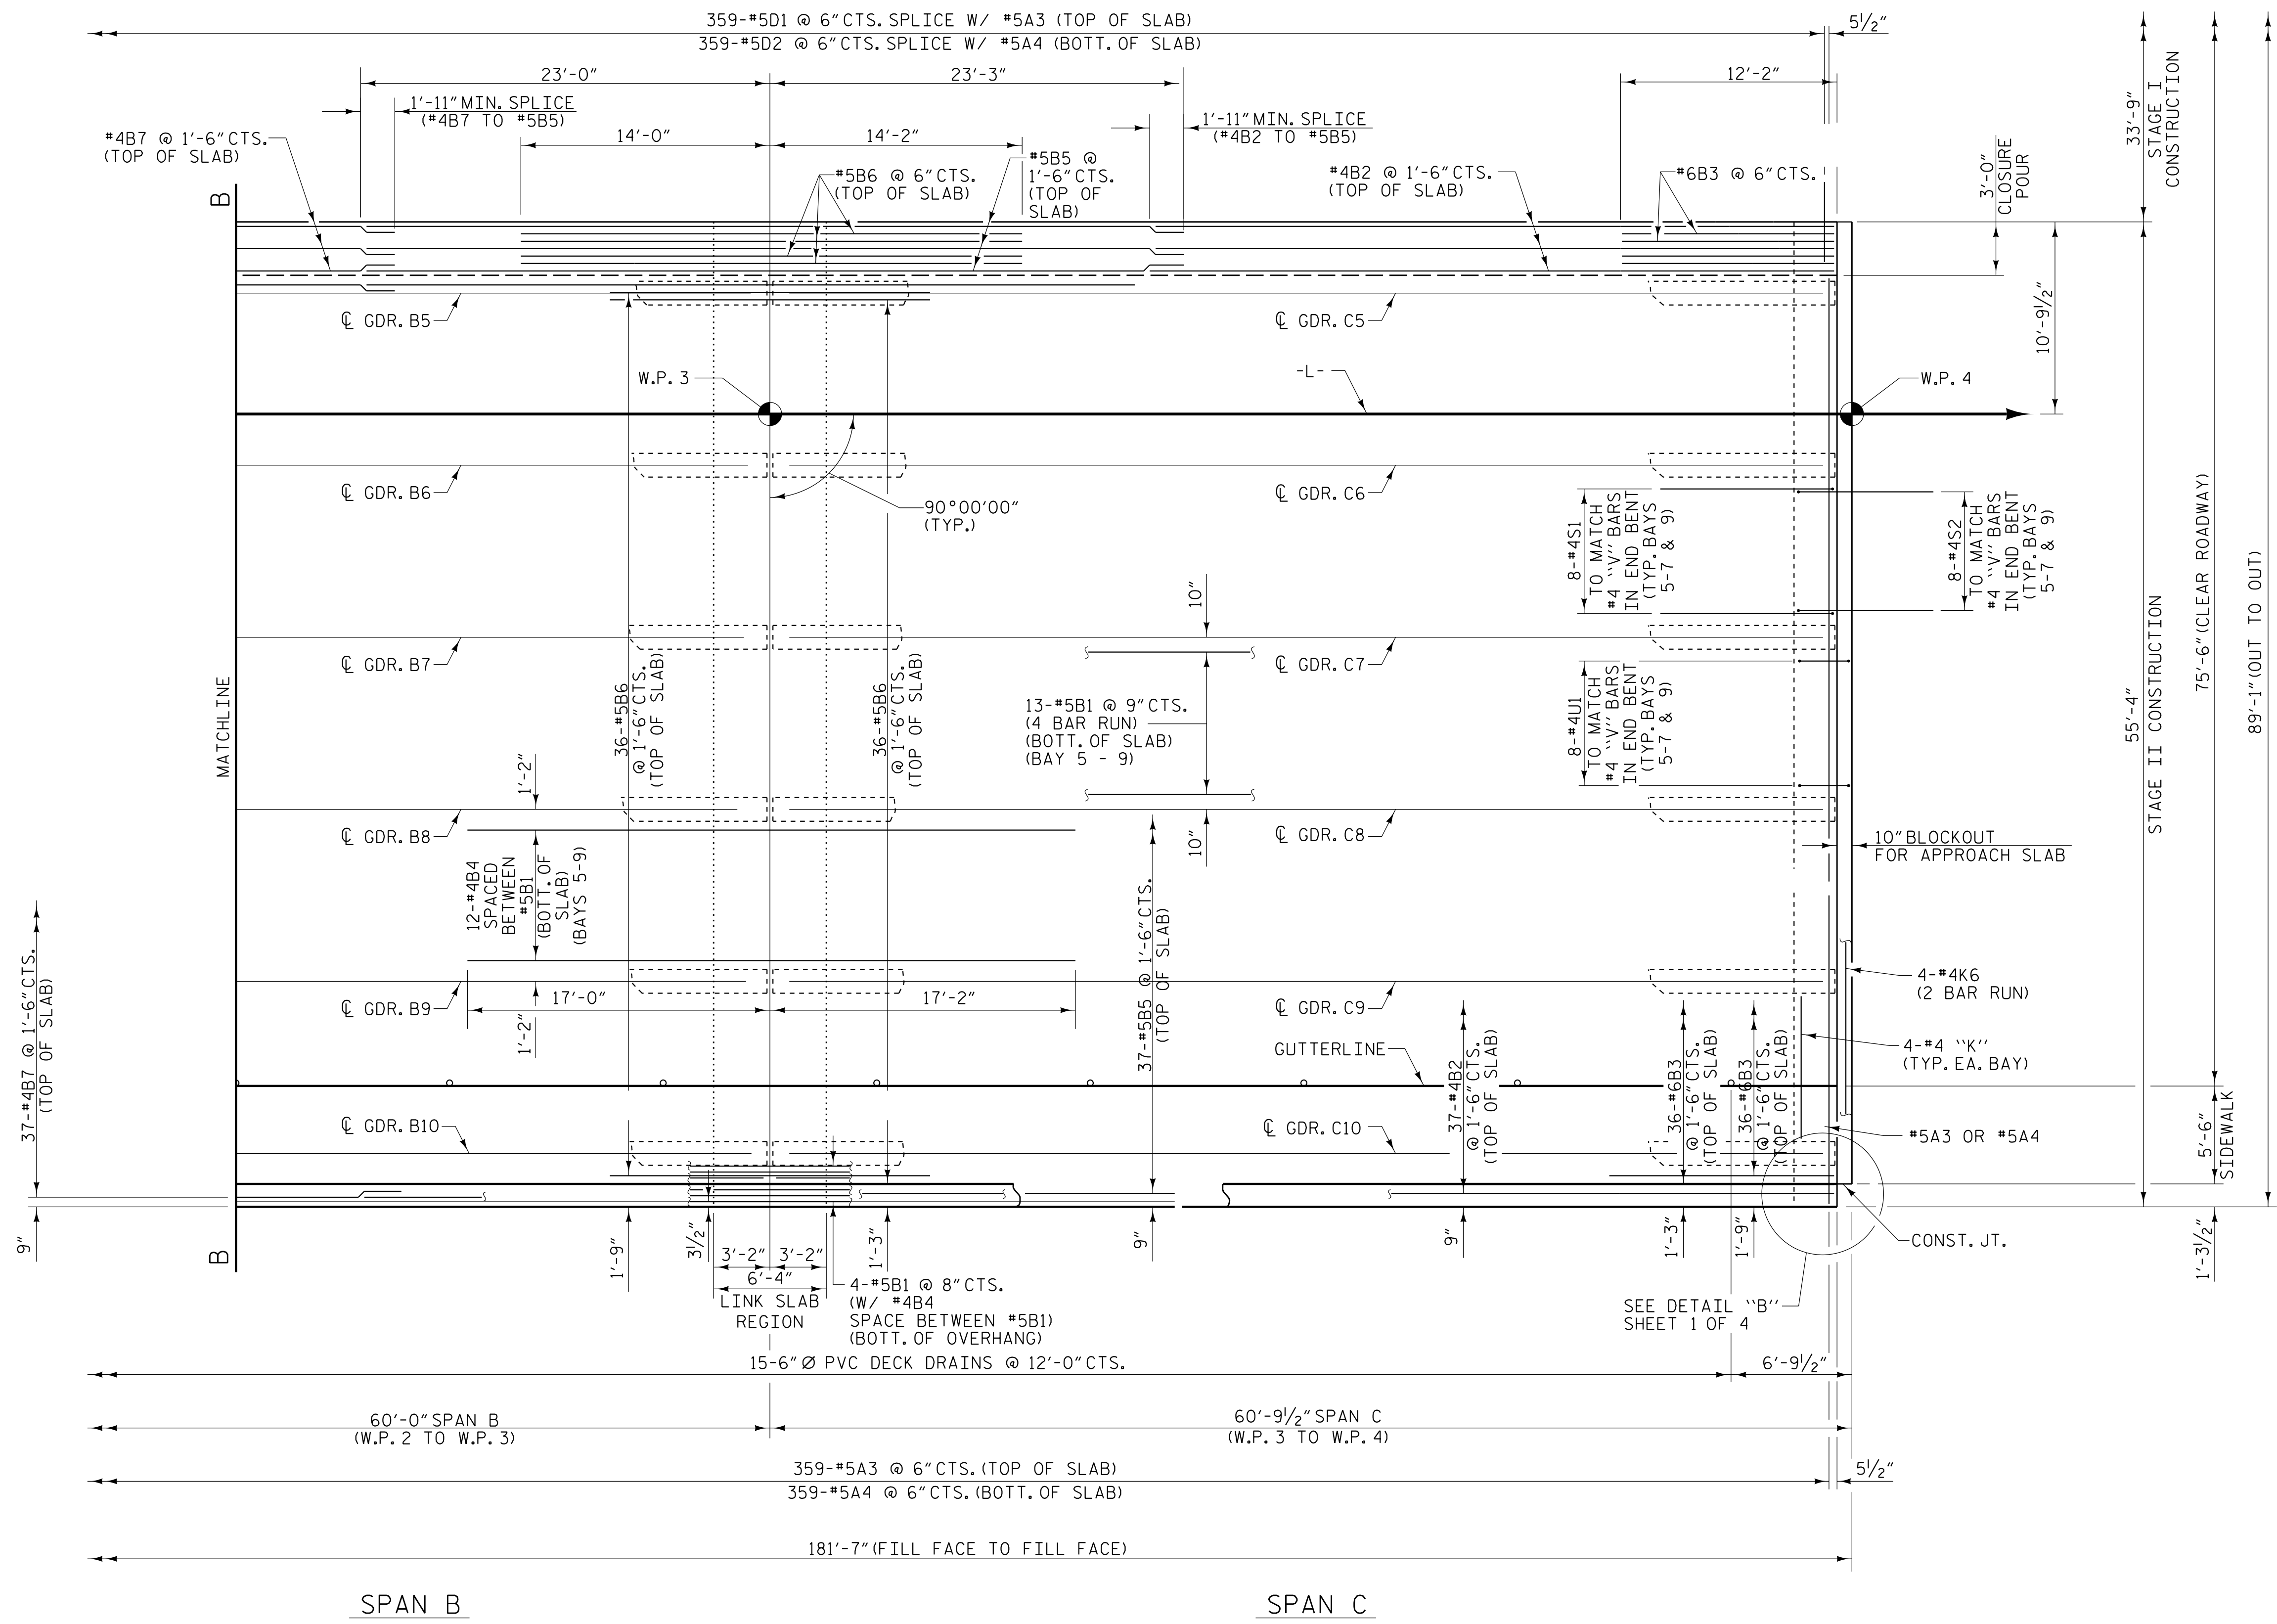 359-#5D1 @ 6" CTS. SPLICE W/ #5A3 (TOP OF SLAB)
359-#5D2 @ 6" CTS. SPLICE W/ #5A4 (BOTT. OF SLAB)
5½"
23'-0"
23'-3"
12'-2"
1'-11" MIN. SPLICE
(#4B7 TO #5B5)
1'-11" MIN. SPLICE
(#4B2 TO #5B5)
#4B7 @ 1'-6" CTS.
(TOP OF SLAB)
14'-0"
14'-2"
#5B6 @ 6" CTS.
(TOP OF SLAB)
#5B5 @
1'-6" CTS.
(TOP OF
SLAB)
#4B2 @ 1'-6" CTS.
(TOP OF SLAB)
#6B3 @ 6" CTS.
3'-0"
CLOSURE
POUR
33'-9"
STAGE I
CONSTRUCTION
B
℄ GDR. B5
℄ GDR. C5
10'-9½"
W.P. 3
-L-
W.P. 4
℄ GDR. B6
℄ GDR. C6
90°00'00"
(TYP.)
8-#4S1
TO MATCH
#4 ``V'' BARS
IN END BENT
(TYP. BAYS
5-7 & 9)
8-#4S2
TO MATCH
#4 ``V'' BARS
IN END BENT
(TYP. BAYS
5-7 & 9)
75'-6" (CLEAR ROADWAY)
89'-1" (OUT TO OUT)
55'-4"
STAGE II CONSTRUCTION
10"
℄ GDR. B7
℄ GDR. C7
MATCHLINE
36-#5B6
@ 1'-6" CTS.
(TOP OF SLAB)
36-#5B6
@ 1'-6" CTS.
(TOP OF SLAB)
13-#5B1 @ 9" CTS.
(4 BAR RUN)
(BOTT. OF SLAB)
(BAY 5 - 9)
8-#4U1
TO MATCH
#4 ``V'' BARS
IN END BENT
(TYP. BAYS
5-7 & 9)
1'-2"
℄ GDR. B8
10"
℄ GDR. C8
10" BLOCKOUT
FOR APPROACH SLAB
12-#4B4
SPACED
BETWEEN
#5B1
(BOTT. OF
SLAB)
(BAYS 5-9)
37-#4B7 @ 1'-6" CTS.
(TOP OF SLAB)
37-#5B5 @ 1'-6" CTS.
(TOP OF SLAB)
4-#4K6
(2 BAR RUN)
℄ GDR. B9
17'-0"
17'-2"
℄ GDR. C9
1'-2"
GUTTERLINE
37-#4B2
@ 1'-6" CTS.
(TOP OF SLAB)
36-#6B3
@ 1'-6" CTS.
(TOP OF SLAB)
36-#6B3
@ 1'-6" CTS.
(TOP OF SLAB)
4-#4 ``K''
(TYP. EA. BAY)
℄ GDR. B10
℄ GDR. C10
#5A3 OR #5A4
5'-6"
SIDEWALK
9"
B
1'-9"
3½"
3'-2"
3'-2"
6'-4"
LINK SLAB
REGION
1'-3"
4-#5B1 @ 8" CTS.
(W/ #4B4
SPACE BETWEEN #5B1)
(BOTT. OF OVERHANG)
9"
9"
1'-3"
1'-9"
CONST. JT.
1'-3½"
SEE DETAIL ``B''
SHEET 1 OF 4
15-6" Ø PVC DECK DRAINS @ 12'-0" CTS.
6'-9½"
60'-0" SPAN B
(W.P. 2 TO W.P. 3)
60'-9½" SPAN C
(W.P. 3 TO W.P. 4)
359-#5A3 @ 6" CTS. (TOP OF SLAB)
359-#5A4 @ 6" CTS. (BOTT. OF SLAB)
5½"
181'-7" (FILL FACE TO FILL FACE)
SPAN B
SPAN C